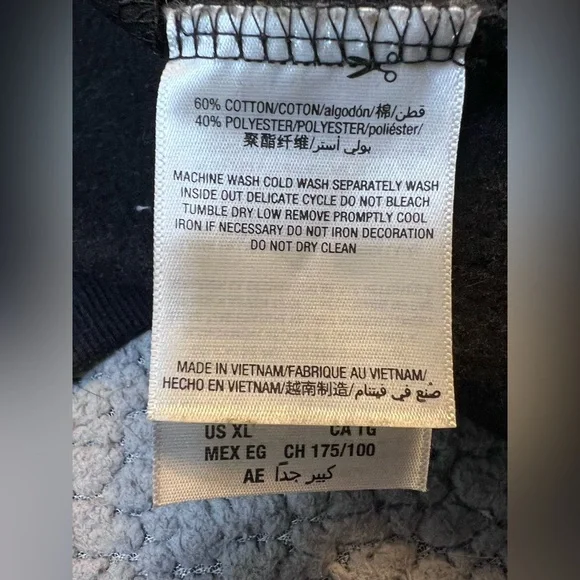 60% COTTON/COTON/algodón/棉/قطن/
40% POLYESTER/POLYESTER/poliéster/
聚酯纤维/بولي أستر/
MACHINE WASH COLD WASH SEPARATELY WASH
INSIDE OUT DELICATE CYCLE DO NOT BLEACH
TUMBLE DRY LOW REMOVE PROMPTLY COOL
IRON IF NECESSARY DO NOT IRON DECORATION
DO NOT DRY CLEAN
MADE IN VIETNAM/FABRIQUE AU VIETNAM/
HECHO EN VIETNAM/越南制造/صنع في فيتنام/
US XL CA TG
MEX EG CH 175/100
AE كبير جدًا